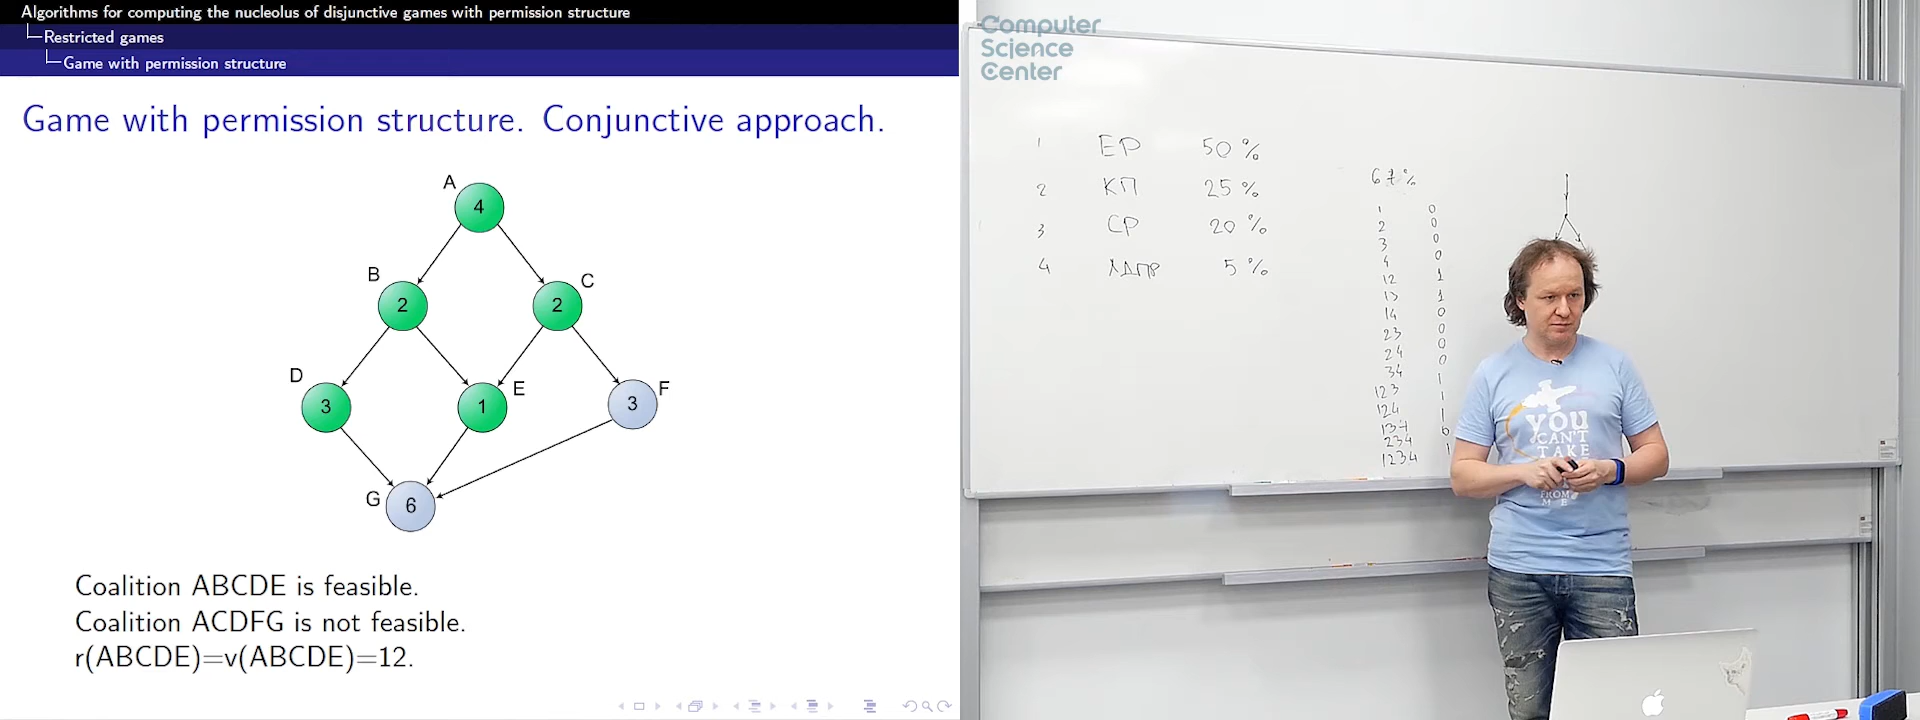 Algorithms for computing the nucleolus of disjunctive games with permission structure
Restricted games
Game with permission structure
Game with permission structure. Conjunctive approach.
A
4
B
2
C
2
D
3
E
1
F
3
G
6
Coalition ABCDE is feasible.
Coalition ACDFG is not feasible.
r(ABCDE)=v(ABCDE)=12.
Computer
Science
Center
1 ЕР 50 %
2 КП 25 %
3 СР 20 %
4 ЛДПР 5 %
67 %
1 0
2 0
3 0
4 0
12 1
13 1
14 0
23 0
24 0
34 0
123 1
124 1
134 1
234 0
1234 1
YOU
CAN'T
TAKE
FROM
ME